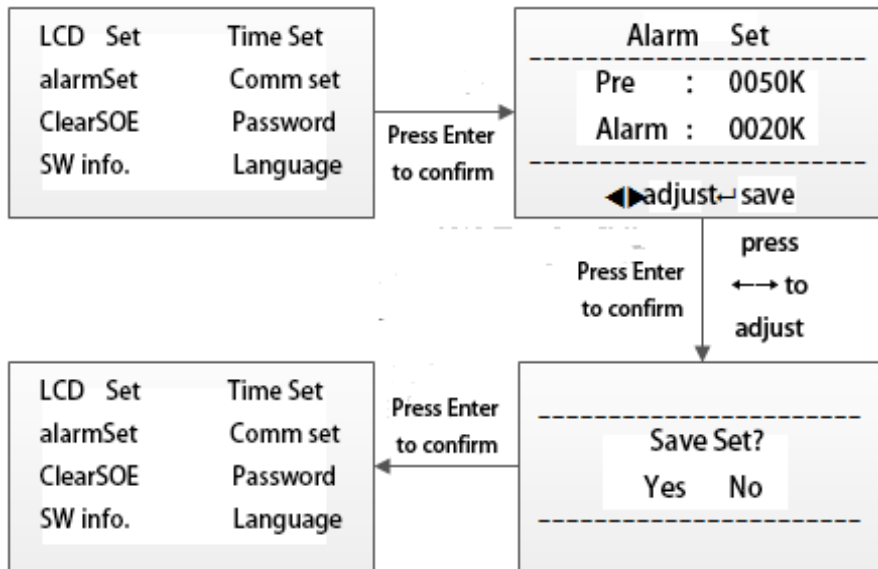 LCD Set Time Set
alarmSet Comm set
ClearSOE Password
SW info. Language
Press Enter
to confirm
Alarm Set
Pre : 0050K
Alarm : 0020K
◀▶adjust↵ save
Press Enter
to confirm
press
←→ to
adjust
Save Set?
Yes No
Press Enter
to confirm
LCD Set Time Set
alarmSet Comm set
ClearSOE Password
SW info. Language